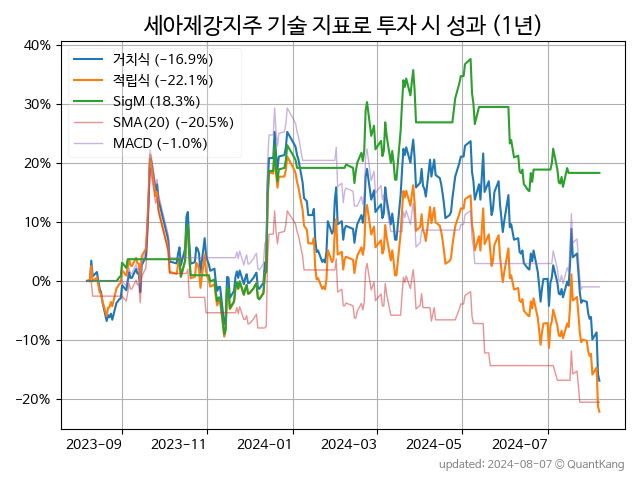 세아제강지주 기술 지표로 투자 시 성과 (1년)
40%
30%
20%
10%
0%
−10%
−20%
거치식 (−16.9%)
적립식 (−22.1%)
SigM (18.3%)
SMA(20) (−20.5%)
MACD (−1.0%)
2023-09
2023-11
2024-01
2024-03
2024-05
2024-07
updated: 2024-08-07 © QuantKang